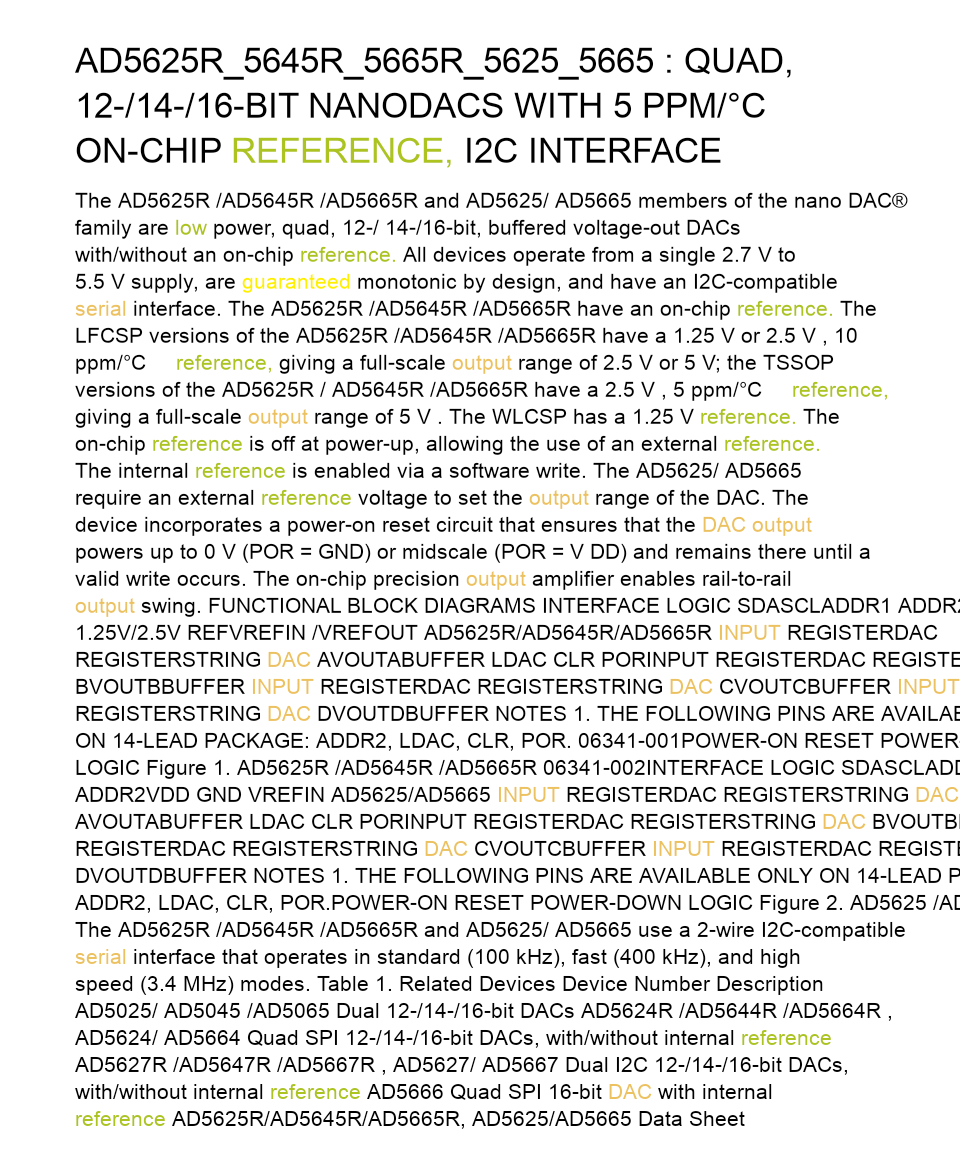 AD5625R_5645R_5665R_5625_5665 : QUAD,
12-/14-/16-BIT NANODACS WITH 5 PPM/°C
ON-CHIP REFERENCE, I2C INTERFACE
The AD5625R /AD5645R /AD5665R and AD5625/ AD5665 members of the nano DAC®
family are low power, quad, 12-/ 14-/16-bit, buffered voltage-out DACs
with/without an on-chip reference. All devices operate from a single 2.7 V to
5.5 V supply, are guaranteed monotonic by design, and have an I2C-compatible
serial interface. The AD5625R /AD5645R /AD5665R have an on-chip reference. The
LFCSP versions of the AD5625R /AD5645R /AD5665R have a 1.25 V or 2.5 V , 10
ppm/°C reference, giving a full-scale output range of 2.5 V or 5 V; the TSSOP
versions of the AD5625R / AD5645R /AD5665R have a 2.5 V , 5 ppm/°C reference,
giving a full-scale output range of 5 V . The WLCSP has a 1.25 V reference. The
on-chip reference is off at power-up, allowing the use of an external reference.
The internal reference is enabled via a software write. The AD5625/ AD5665
require an external reference voltage to set the output range of the DAC. The
device incorporates a power-on reset circuit that ensures that the DAC output
powers up to 0 V (POR = GND) or midscale (POR = V DD) and remains there until a
valid write occurs. The on-chip precision output amplifier enables rail-to-rail
output swing. FUNCTIONAL BLOCK DIAGRAMS INTERFACE LOGIC SDASCLADDR1 ADDR2
1.25V/2.5V REFVREFIN /VREFOUT AD5625R/AD5645R/AD5665R INPUT REGISTERDAC
REGISTERSTRING DAC AVOUTABUFFER LDAC CLR PORINPUT REGISTERDAC REGISTE
BVOUTBBUFFER INPUT REGISTERDAC REGISTERSTRING DAC CVOUTCBUFFER INPUT
REGISTERSTRING DAC DVOUTDBUFFER NOTES 1. THE FOLLOWING PINS ARE AVAILAB
ON 14-LEAD PACKAGE: ADDR2, LDAC, CLR, POR. 06341-001POWER-ON RESET POWER-
LOGIC Figure 1. AD5625R /AD5645R /AD5665R 06341-002INTERFACE LOGIC SDASCLADD
ADDR2VDD GND VREFIN AD5625/AD5665 INPUT REGISTERDAC REGISTERSTRING DAC
AVOUTABUFFER LDAC CLR PORINPUT REGISTERDAC REGISTERSTRING DAC BVOUTB
REGISTERDAC REGISTERSTRING DAC CVOUTCBUFFER INPUT REGISTERDAC REGISTE
DVOUTDBUFFER NOTES 1. THE FOLLOWING PINS ARE AVAILABLE ONLY ON 14-LEAD P
ADDR2, LDAC, CLR, POR.POWER-ON RESET POWER-DOWN LOGIC Figure 2. AD5625 /AD
The AD5625R /AD5645R /AD5665R and AD5625/ AD5665 use a 2-wire I2C-compatible
serial interface that operates in standard (100 kHz), fast (400 kHz), and high
speed (3.4 MHz) modes. Table 1. Related Devices Device Number Description
AD5025/ AD5045 /AD5065 Dual 12-/14-/16-bit DACs AD5624R /AD5644R /AD5664R ,
AD5624/ AD5664 Quad SPI 12-/14-/16-bit DACs, with/without internal reference
AD5627R /AD5647R /AD5667R , AD5627/ AD5667 Dual I2C 12-/14-/16-bit DACs,
with/without internal reference AD5666 Quad SPI 16-bit DAC with internal
reference AD5625R/AD5645R/AD5665R, AD5625/AD5665 Data Sheet